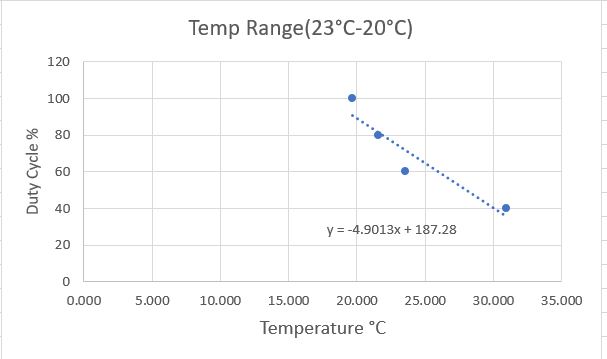 Temp Range(23°C-20°C)
120
100
80
60
40
20
0
Duty Cycle %
y = -4.9013x + 187.28
0.000 5.000 10.000 15.000 20.000 25.000 30.000 35.000
Temperature °C